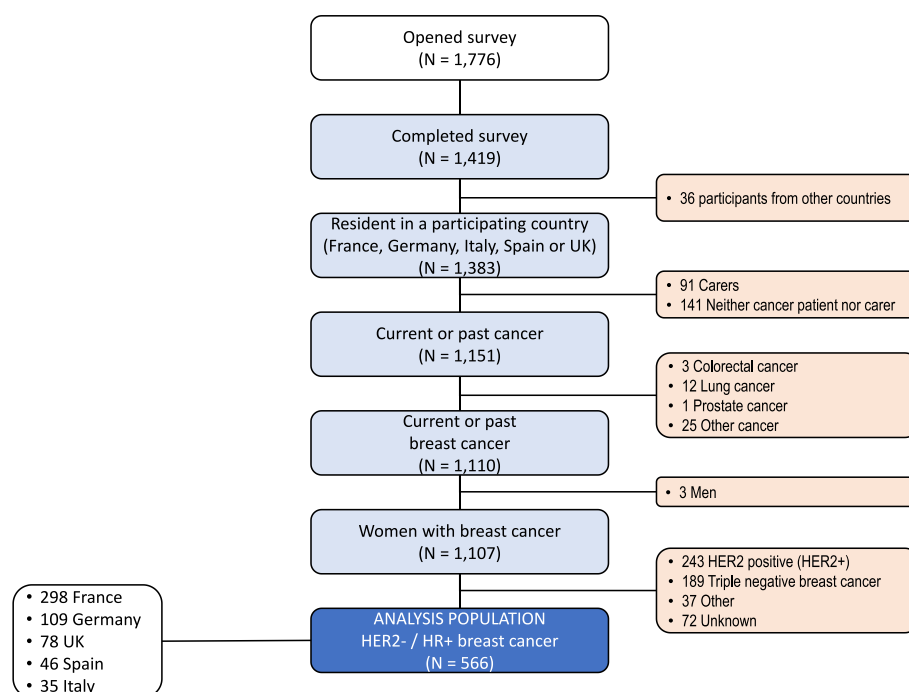 Opened survey
(N = 1,776)
Completed survey
(N = 1,419)
• 36 participants from other countries
Resident in a participating country
(France, Germany, Italy, Spain or UK)
(N = 1,383)
• 91 Carers
• 141 Neither cancer patient nor carer
Current or past cancer
(N = 1,151)
• 3 Colorectal cancer
• 12 Lung cancer
• 1 Prostate cancer
• 25 Other cancer
Current or past
breast cancer
(N = 1,110)
• 3 Men
Women with breast cancer
(N = 1,107)
• 243 HER2 positive (HER2+)
• 189 Triple negative breast cancer
• 37 Other
• 72 Unknown
• 298 France
• 109 Germany
• 78 UK
• 46 Spain
• 35 Italy
ANALYSIS POPULATION
HER2- / HR+ breast cancer
(N = 566)